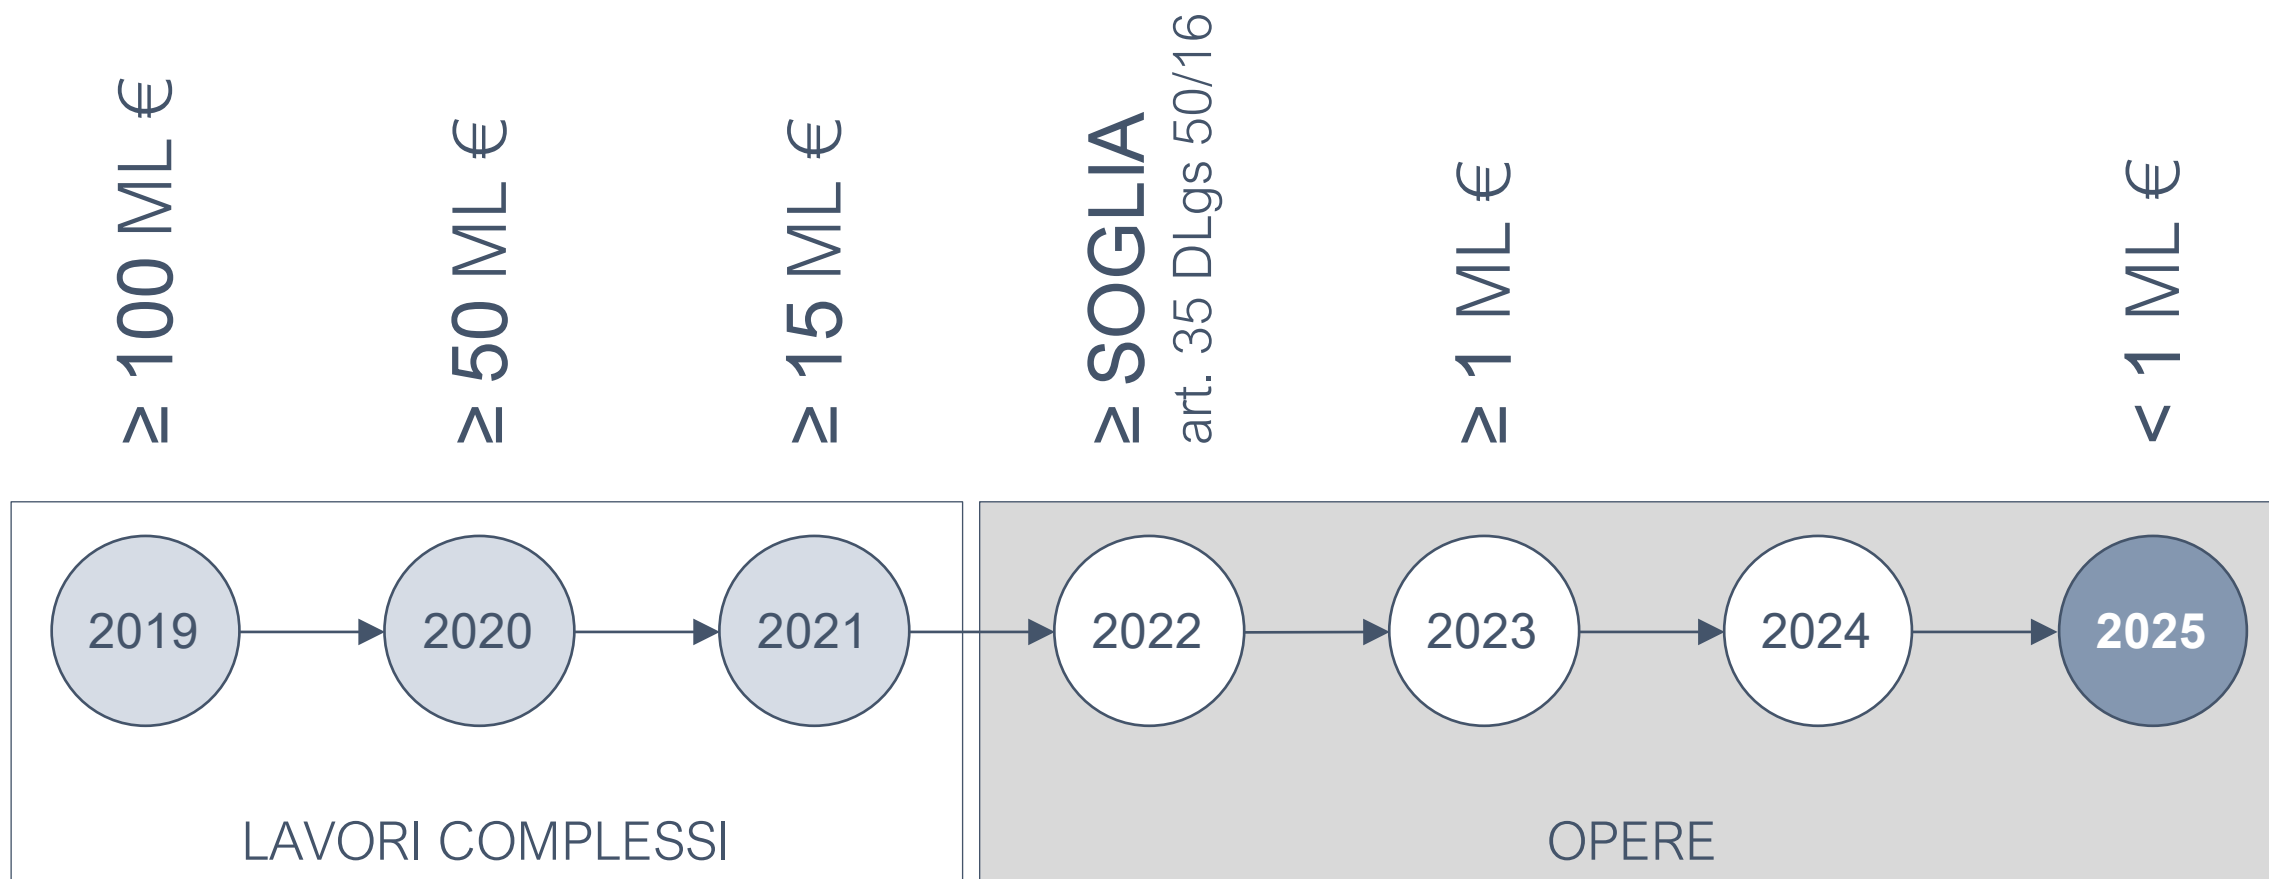 ≥ 100 ML €
≥ 50 ML €
≥ 15 ML €
≥ SOGLIA
art. 35 DLgs 50/16
≥ 1 ML €
< 1 ML €
2019
2020
2021
2022
2023
2024
2025
LAVORI COMPLESSI
OPERE